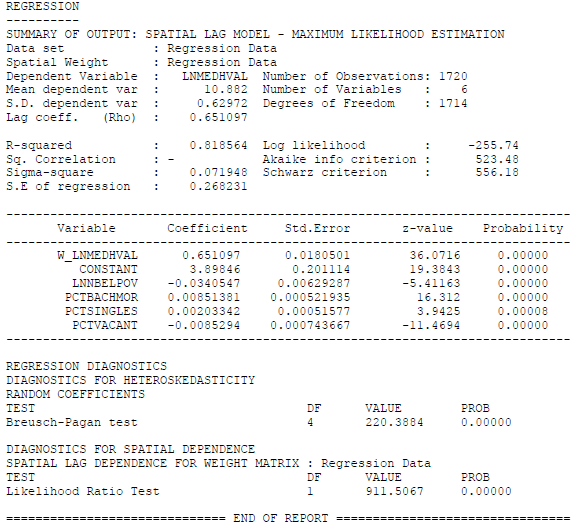 REGRESSION
----------
SUMMARY OF OUTPUT: SPATIAL LAG MODEL - MAXIMUM LIKELIHOOD ESTIMATION
Data set : Regression Data
Spatial Weight : Regression Data
Dependent Variable : LNMEDHVAL Number of Observations: 1720
Mean dependent var : 10.882 Number of Variables : 6
S.D. dependent var : 0.62972 Degrees of Freedom : 1714
Lag coeff. (Rho) : 0.651097
R-squared : 0.818564 Log likelihood : -255.74
Sq. Correlation : - Akaike info criterion : 523.48
Sigma-square : 0.071948 Schwarz criterion : 556.18
S.E of regression : 0.268231
-----------------------------------------------------------------------
Variable Coefficient Std.Error z-value Probability
-----------------------------------------------------------------------
W_LNMEDHVAL 0.651097 0.0180501 36.0716 0.00000
CONSTANT 3.89846 0.201114 19.3843 0.00000
LNNBELPOV -0.0340547 0.00629287 -5.41163 0.00000
PCTBACHMOR 0.00851381 0.000521935 16.312 0.00000
PCTSINGLES 0.00203342 0.00051577 3.9425 0.00008
PCTVACANT -0.0085294 0.000743667 -11.4694 0.00000
-----------------------------------------------------------------------
REGRESSION DIAGNOSTICS
DIAGNOSTICS FOR HETEROSKEDASTICITY
RANDOM COEFFICIENTS
TEST DF VALUE PROB
Breusch-Pagan test 4 220.3884 0.00000
DIAGNOSTICS FOR SPATIAL DEPENDENCE
SPATIAL LAG DEPENDENCE FOR WEIGHT MATRIX : Regression Data
TEST DF VALUE PROB
Likelihood Ratio Test 1 911.5067 0.00000
============================ END OF REPORT ==============================